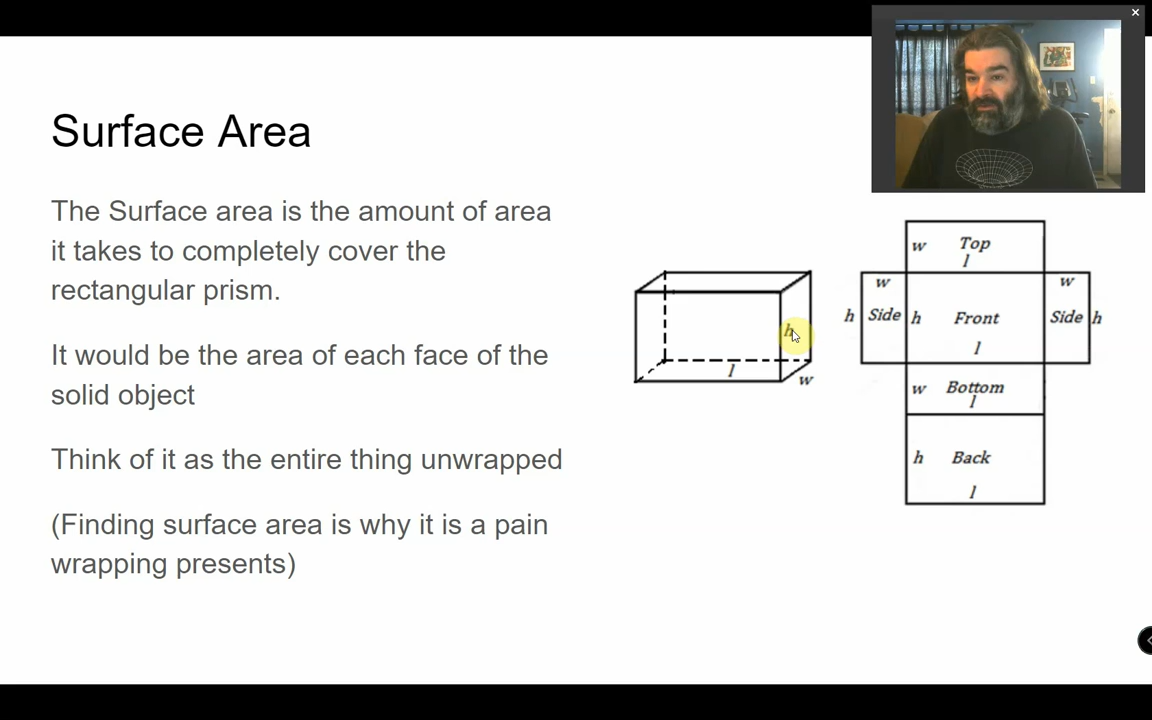 Surface Area
The Surface area is the amount of area
it takes to completely cover the
rectangular prism.
It would be the area of each face of the
solid object
Think of it as the entire thing unwrapped
(Finding surface area is why it is a pain
wrapping presents)
h
l
w
w Top
l
w
h Side
h Front
l
w
Side h
w Bottom
l
h Back
l